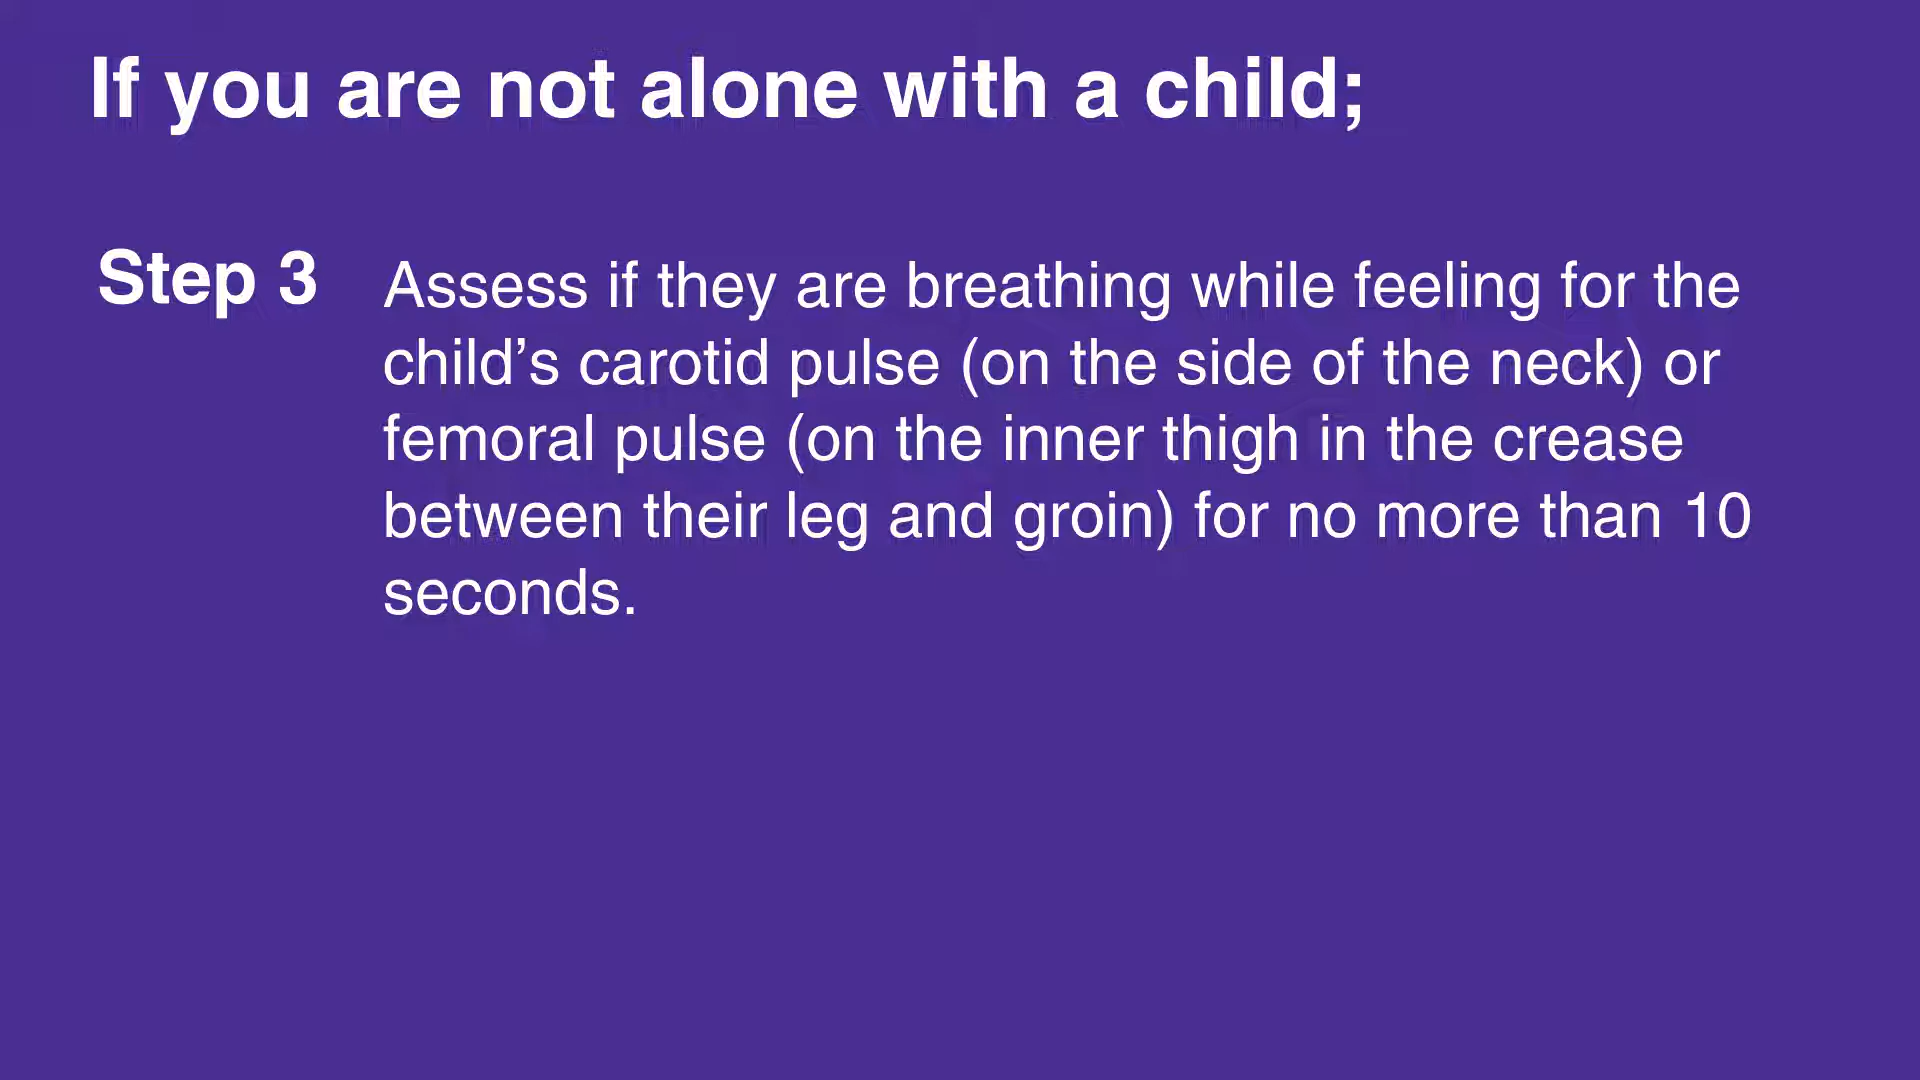 If you are not alone with a child;
Step 3
Assess if they are breathing while feeling for the
child’s carotid pulse (on the side of the neck) or
femoral pulse (on the inner thigh in the crease
between their leg and groin) for no more than 10
seconds.